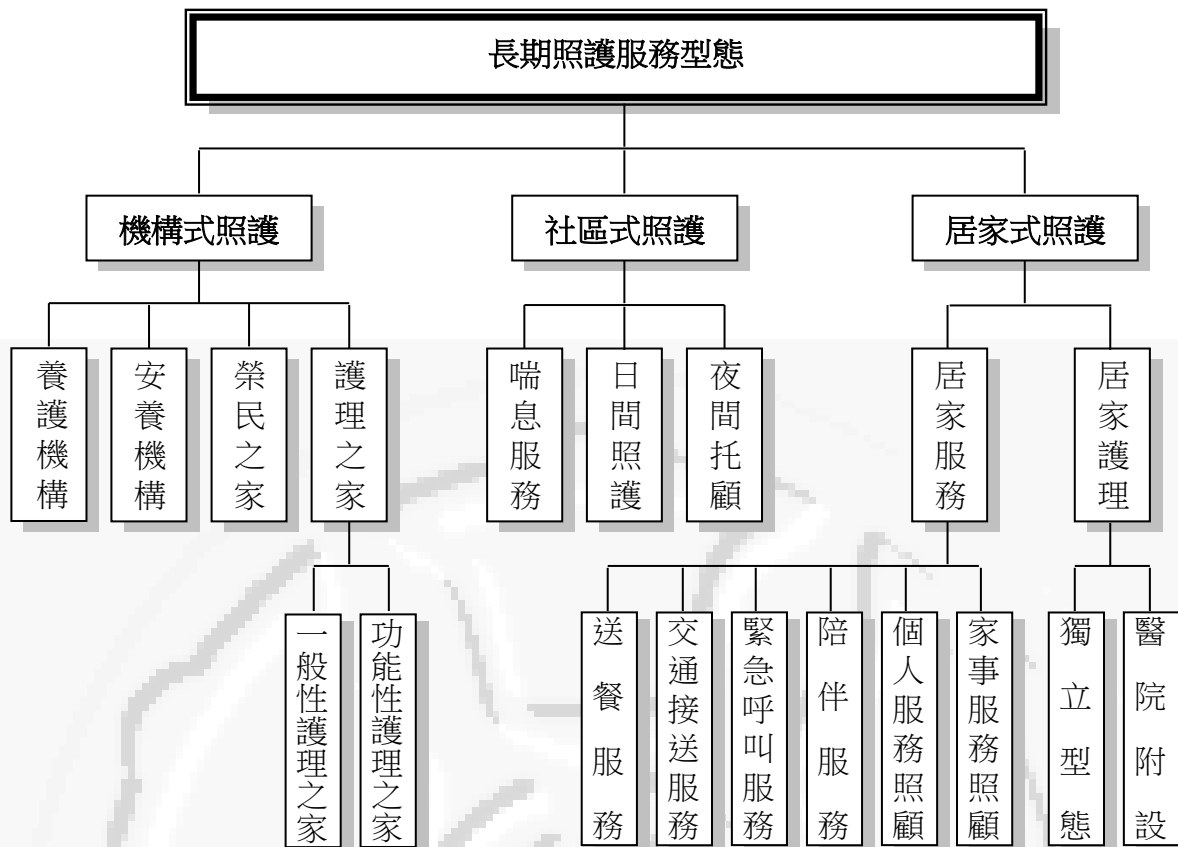 長期照護服務型態
機構式照護
社區式照護
居家式照護
養護機構
安養機構
榮民之家
護理之家
喘息服務
日間照護
夜間托顧
居家服務
居家護理
一般性護理之家
功能性護理之家
送餐服務
交通接送服務
緊急呼叫服務
陪伴服務
個人服務照顧
家事服務照顧
獨立型態
醫院附設